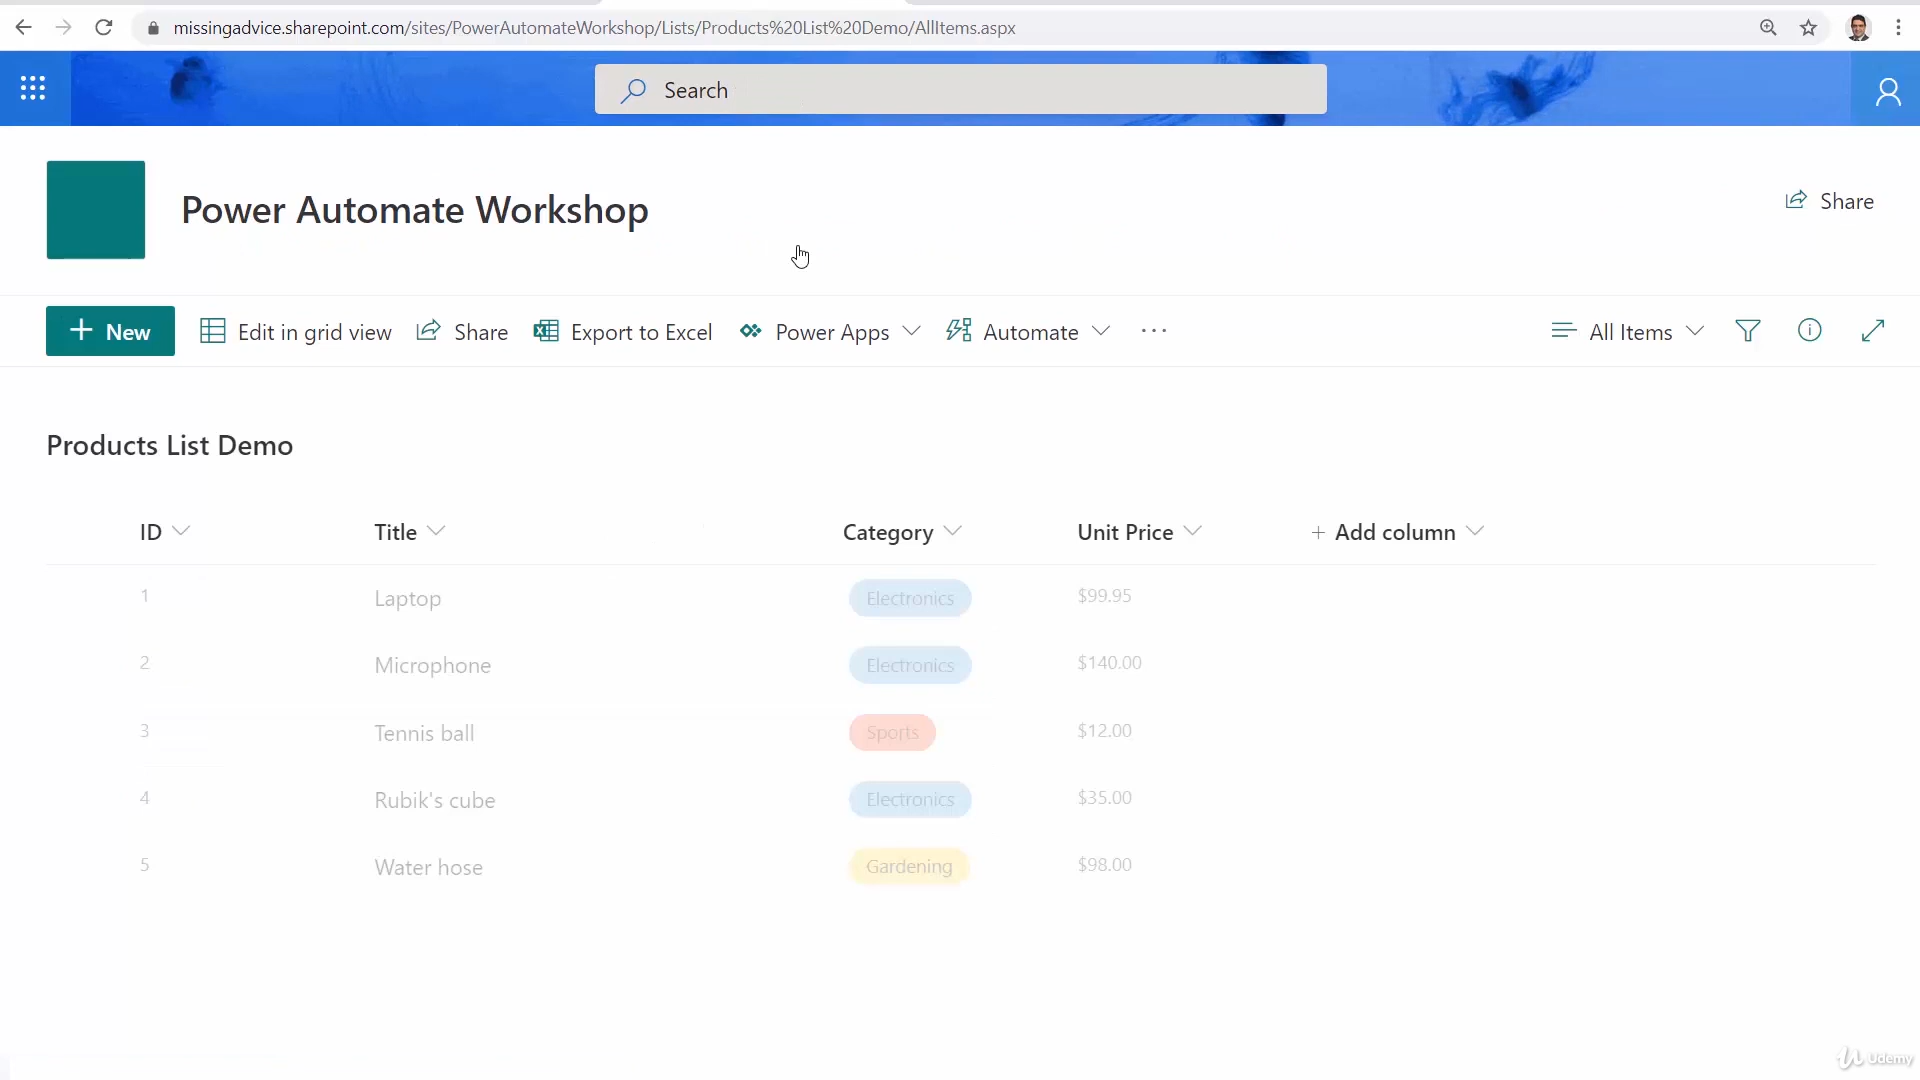 missingadvice.sharepoint.com/sites/PowerAutomateWorkshop/Lists/Products%20List%20Demo/AllItems.aspx
Search
Power Automate Workshop
Share
+ New
Edit in grid view
Share
Export to Excel
Power Apps
Automate
···
All Items
Products List Demo
ID Title Category Unit Price + Add column
1 Laptop Electronics $99.95
2 Microphone Electronics $140.00
3 Tennis ball Sports $12.00
4 Rubik's cube Electronics $35.00
5 Water hose Gardening $98.00
Udemy